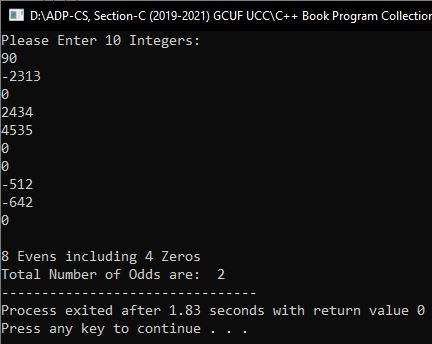 D:\ADP-CS, Section-C (2019-2021) GCUF UCC\C++ Book Program Collection
Please Enter 10 Integers:
90
-2313
0
2434
4535
0
0
-512
-642
0
8 Evens including 4 Zeros
Total Number of Odds are:  2
--------------------------------
Process exited after 1.83 seconds with return value 0
Press any key to continue . . .